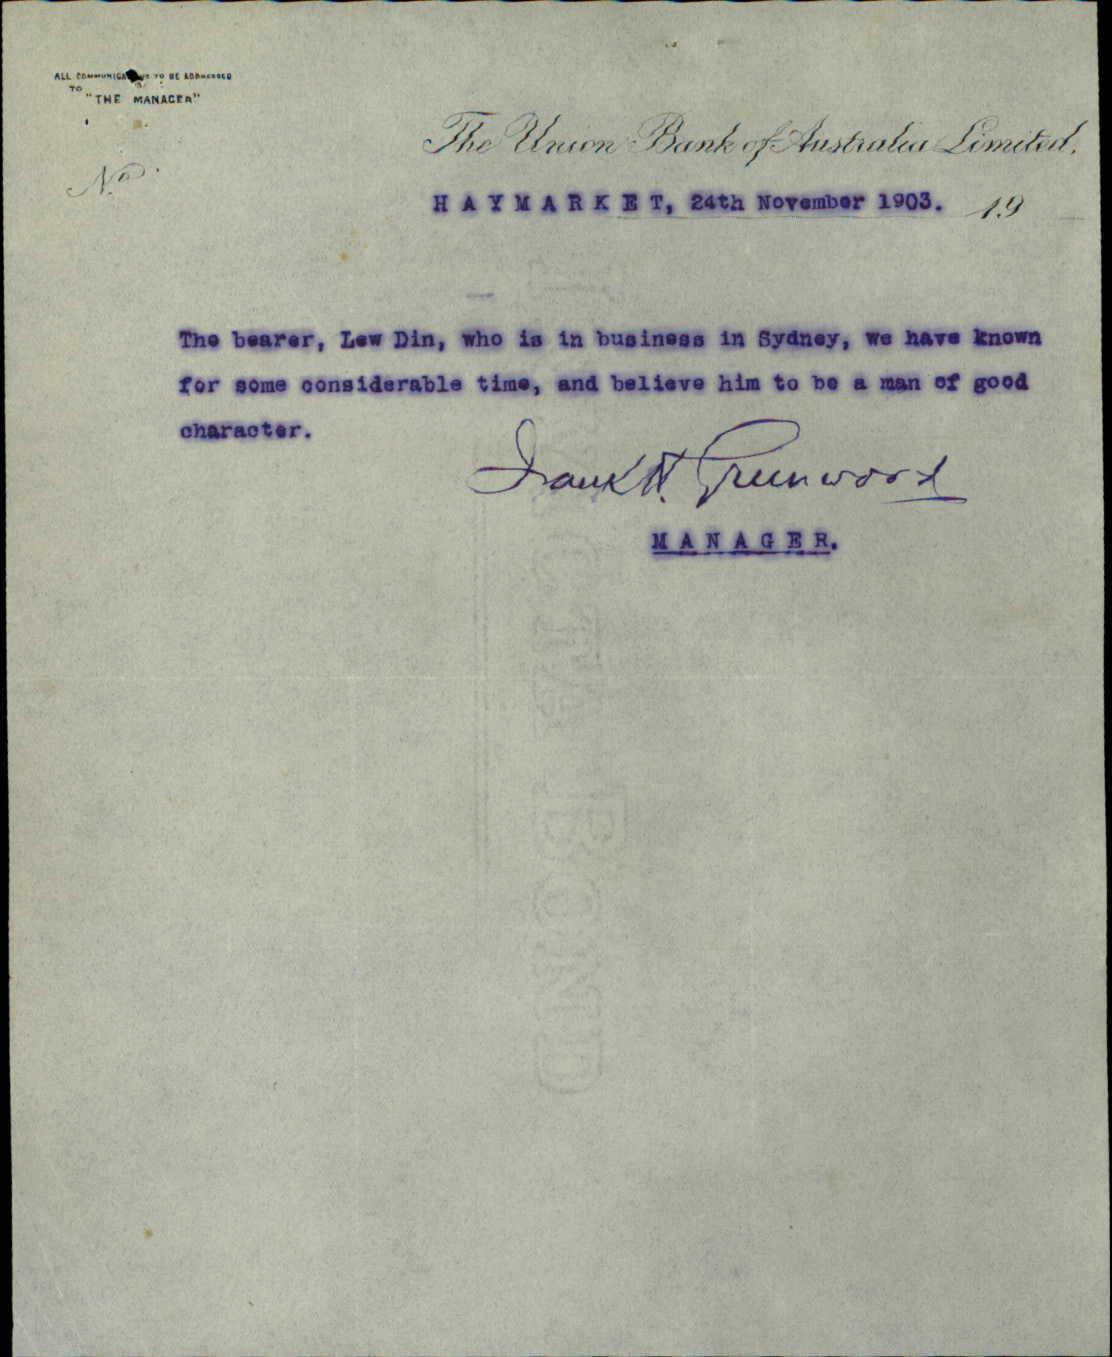 ALL COMMUNICATIONS TO BE ADDRESSED
TO
"THE MANAGER"
The Union Bank of Australia Limited,
No.
HAYMARKET, 24th November 1903. 19
The bearer, Lew Din, who is in business in Sydney, we have known
for some considerable time, and believe him to be a man of good
character.
Frank H. Greenwood
MANAGER.